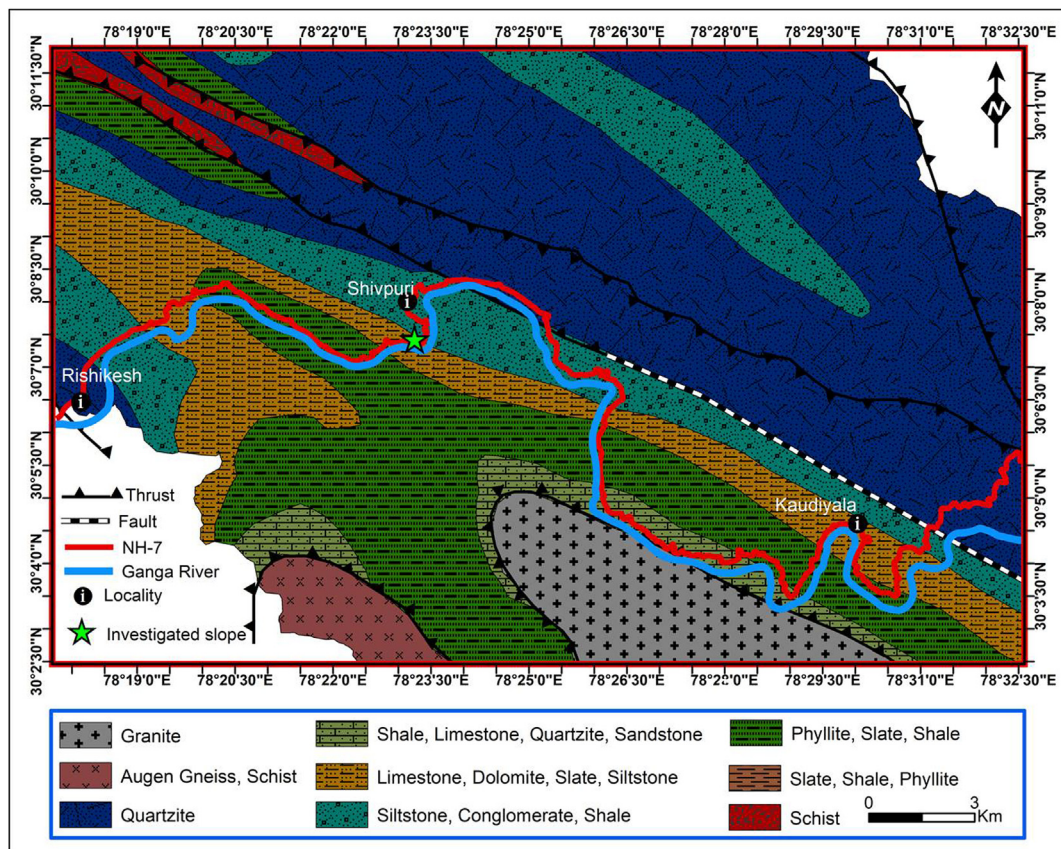 78°19'0"E 78°20'30"E 78°22'0"E 78°23'30"E 78°25'0"E 78°26'30"E 78°28'0"E 78°29'30"E 78°31'0"E 78°32'30"E
30°11'30"N
30°10'0"N
30°8'30"N
30°7'0"N
30°5'30"N
30°4'0"N
30°2'30"N
30°11'0"N
30°9'30"N
30°8'0"N
30°6'30"N
30°5'0"N
30°3'30"N
N
Shivpuri
i
Rishikesh
i
Kaudiyala
i
Thrust
Fault
NH-7
Ganga River
i Locality
Investigated slope
78°19'0"E 78°20'30"E 78°22'0"E 78°23'30"E 78°25'0"E 78°26'30"E 78°28'0"E 78°29'30"E 78°31'0"E 78°32'30"E
Granite
Shale, Limestone, Quartzite, Sandstone
Phyllite, Slate, Shale
Augen Gneiss, Schist
Limestone, Dolomite, Slate, Siltstone
Slate, Shale, Phyllite
Quartzite
Siltstone, Conglomerate, Shale
Schist
0 3
Km